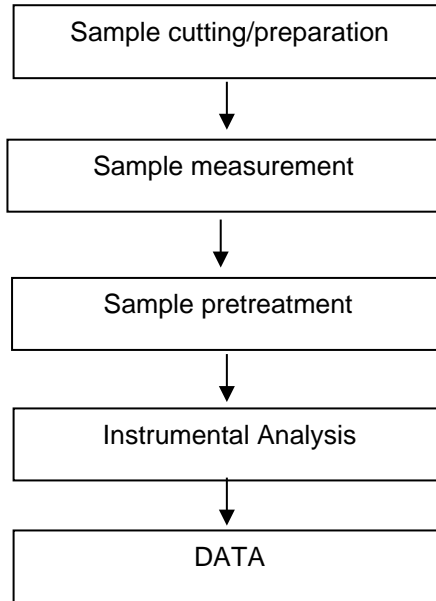 Sample cutting/preparation
Sample measurement
Sample pretreatment
Instrumental Analysis
DATA